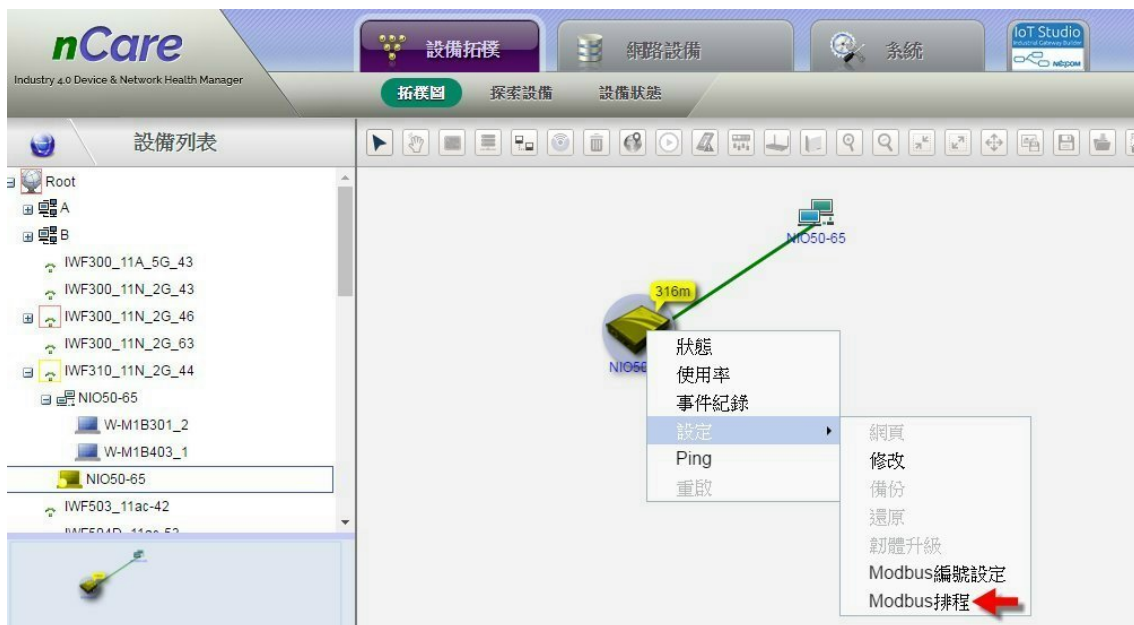 nCare
Industry 4.0 Device & Network Health Manager
設備拓樸
網路設備
系統
IoT Studio
Industrial Gateway Builder
NEXCOM
拓樸圖
探索設備
設備狀態
設備列表
Root
A
B
IWF300_11A_5G_43
IWF300_11N_2G_43
IWF300_11N_2G_46
IWF300_11N_2G_63
IWF310_11N_2G_44
NIO50-65
W-M1B301_2
W-M1B403_1
NIO50-65
IWF503_11ac-42
NIO50-65
316m
狀態
使用率
事件紀錄
設定
Ping
重啟
網頁
修改
備份
還原
韌體升級
Modbus編號設定
Modbus排程